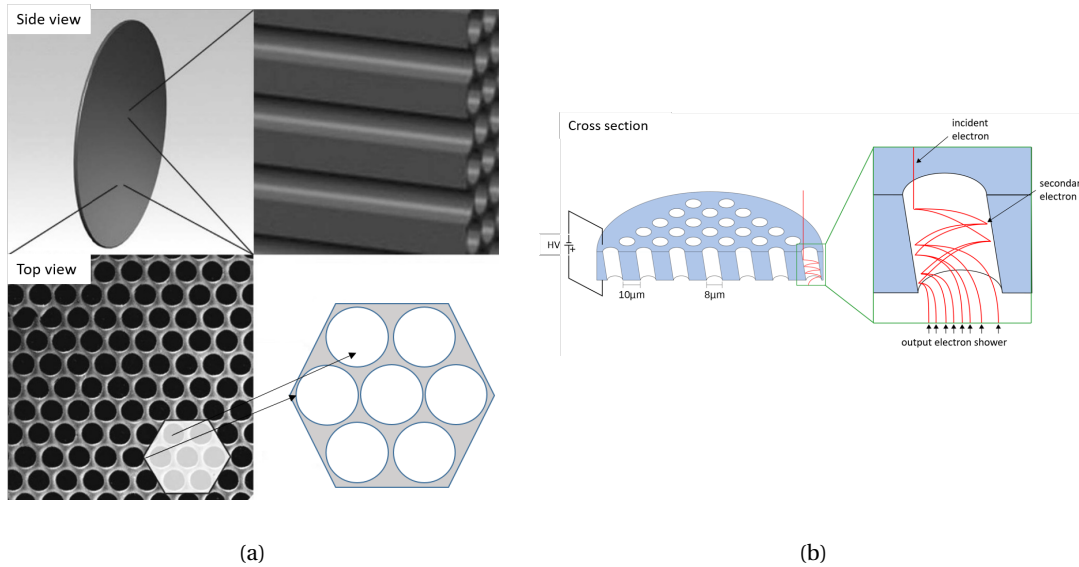 Side view
Top view
(a)
Cross section
incident
electron
secondar
electron
HV
+
10μm
8μm
output electron shower
(b)